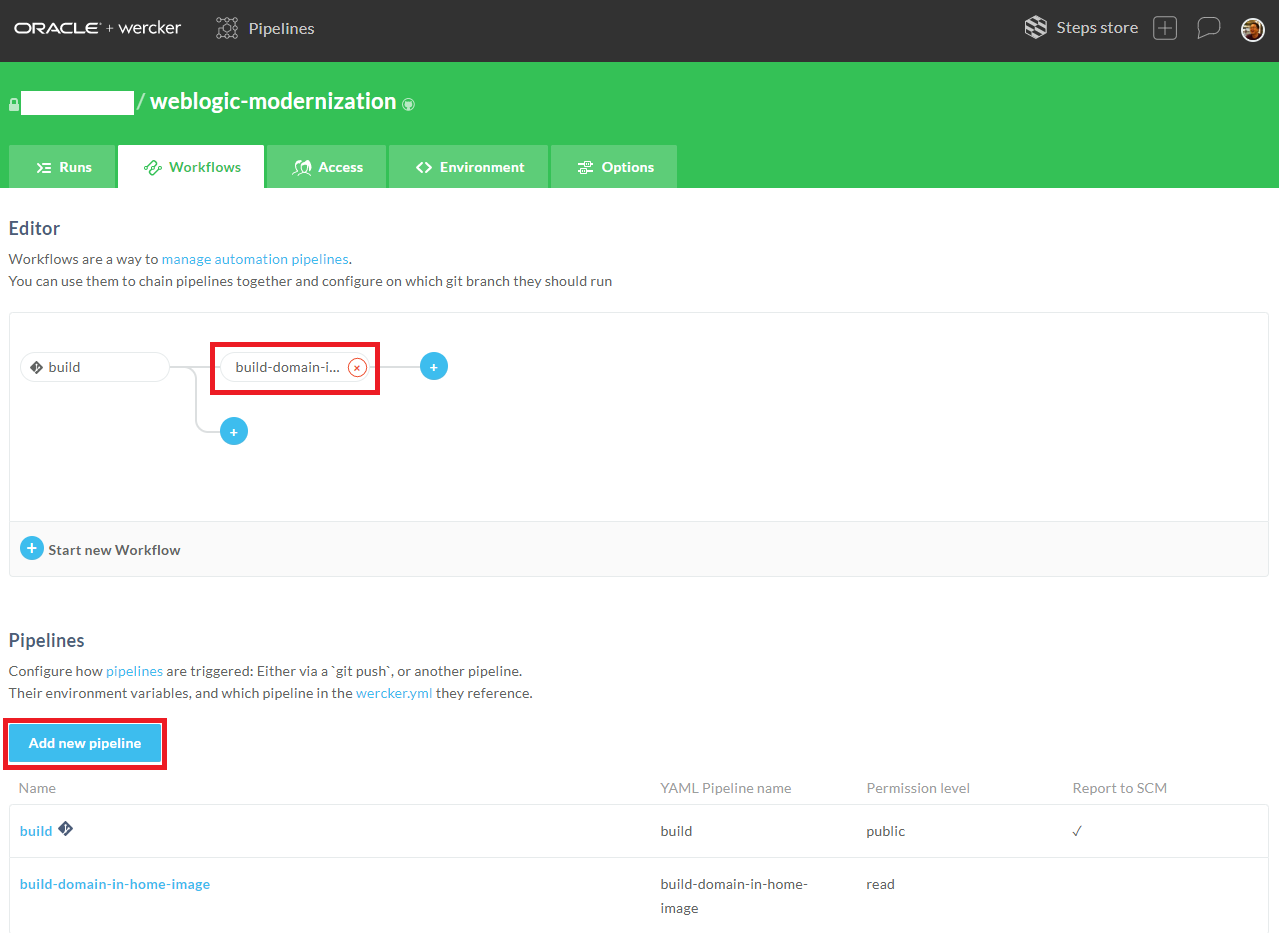 ORACLE + wercker Pipelines Steps store
/ weblogic-modernization
Runs Workflows Access Environment Options
Editor
Workflows are a way to manage automation pipelines.
You can use them to chain pipelines together and configure on which git branch they should run
build build-domain-i...
Start new Workflow
Pipelines
Configure how pipelines are triggered: Either via a `git push`, or another pipeline.
Their environment variables, and which pipeline in the wercker.yml they reference.
Add new pipeline
Name YAML Pipeline name Permission level Report to SCM
build build public ✓
build-domain-in-home-image build-domain-in-home- read
image